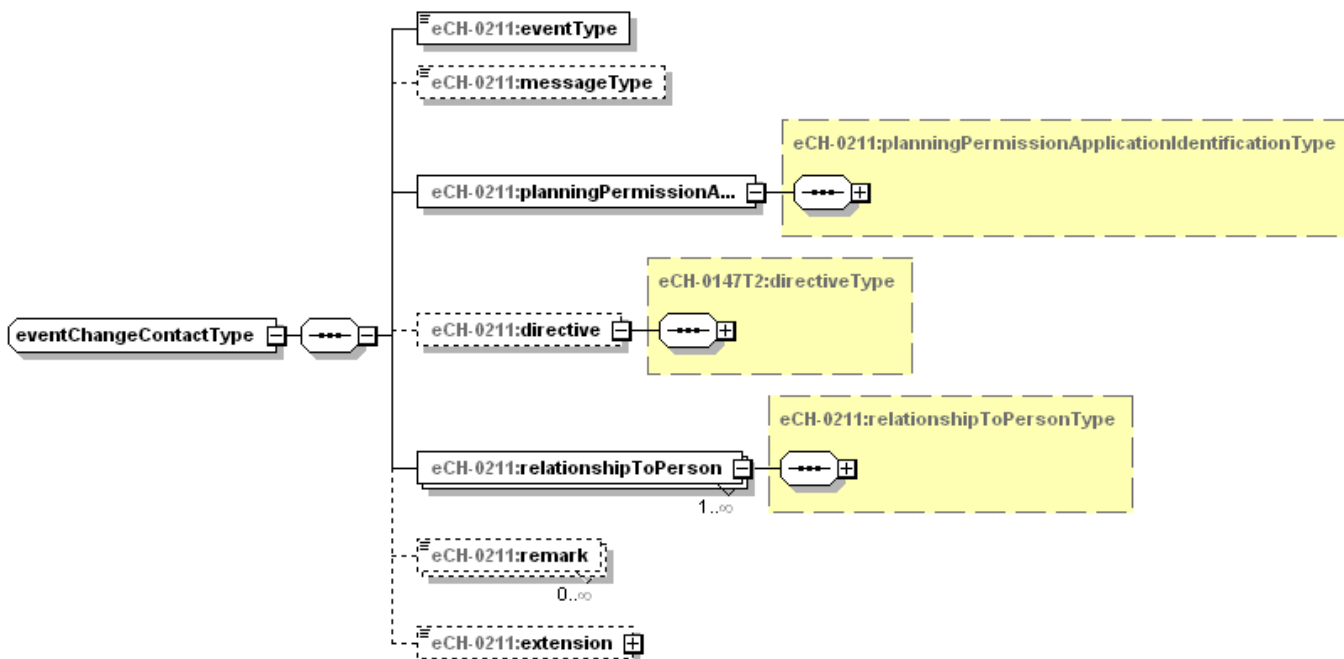 eCH-0211:eventType
eCH-0211:messageType
eCH-0211:planningPermissionApplicationIdentificationType
eCH-0211:planningPermissionA...
eCH-0147T2:directiveType
eCH-0211:directive
eventChangeContactType
eCH-0211:relationshipToPersonType
eCH-0211:relationshipToPerson
1..∞
eCH-0211:remark
0..∞
eCH-0211:extension